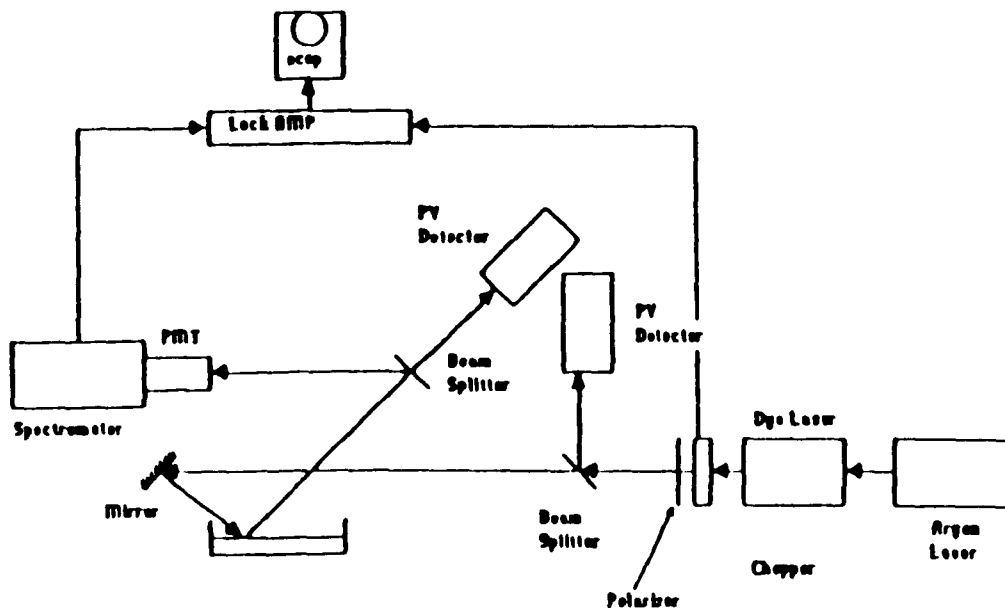 scop
Lock AMP
PV
Detector
PV
Detector
PMT
Beam
Splitter
Spectrometer
Dye Laser
Mirror
Beam
Splitter
Argon
Laser
Chopper
Polarizer